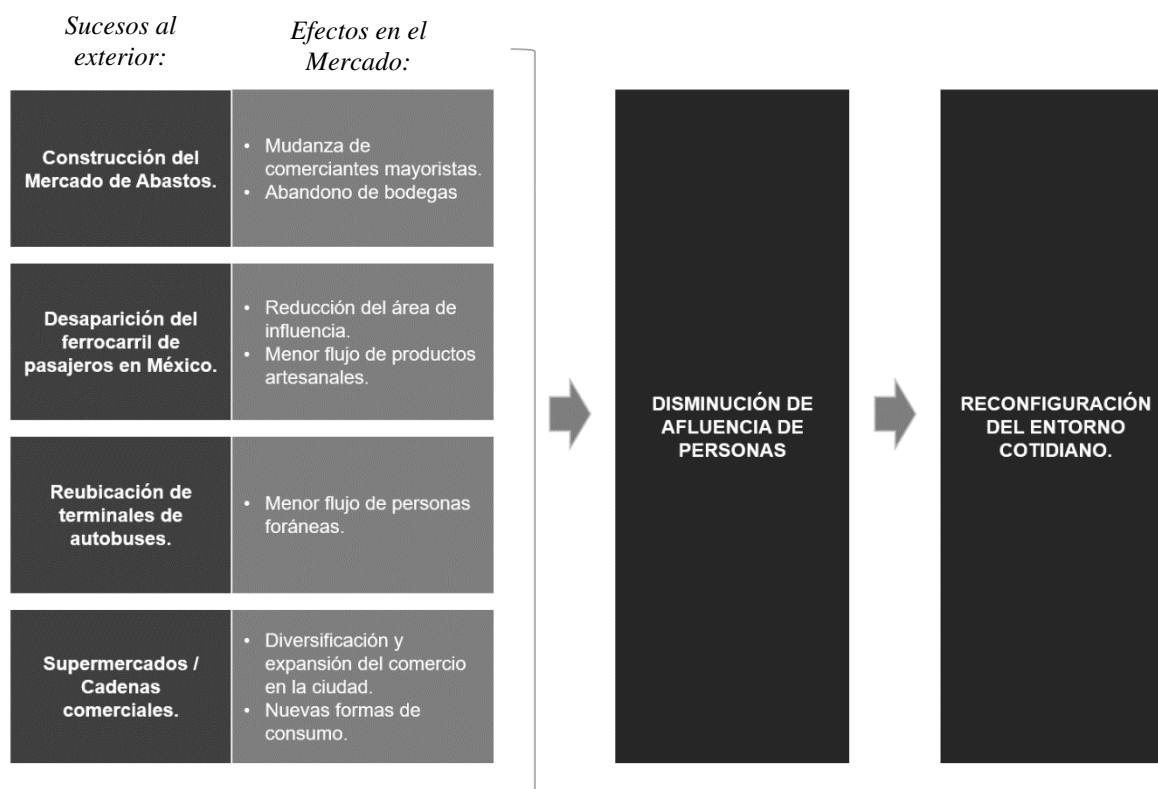 Sucesos al
exterior:
Efectos en el
Mercado:
Construcción del
Mercado de Abastos.
• Mudanza de
comerciantes mayoristas.
• Abandono de bodegas
Desaparición del
ferrocarril de
pasajeros en México.
• Reducción del área de
influencia.
• Menor flujo de productos
artesanales.
Reubicación de
terminales de
autobuses.
• Menor flujo de personas
foráneas.
Supermercados /
Cadenas
comerciales.
• Diversificación y
expansión del comercio
en la ciudad.
• Nuevas formas de
consumo.
DISMINUCIÓN DE
AFLUENCIA DE
PERSONAS
RECONFIGURACIÓN
DEL ENTORNO
COTIDIANO.